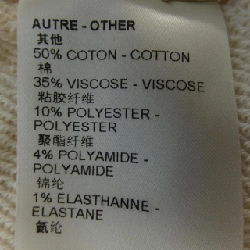 AUTRE - OTHER
其他
50% COTON - COTTON
棉
35% VISCOSE - VISCOSE
粘胶纤维
10% POLYESTER -
POLYESTER
聚酯纤维
4% POLYAMIDE -
POLYAMIDE
锦纶
1% ELASTHANNE -
ELASTANE
氨纶